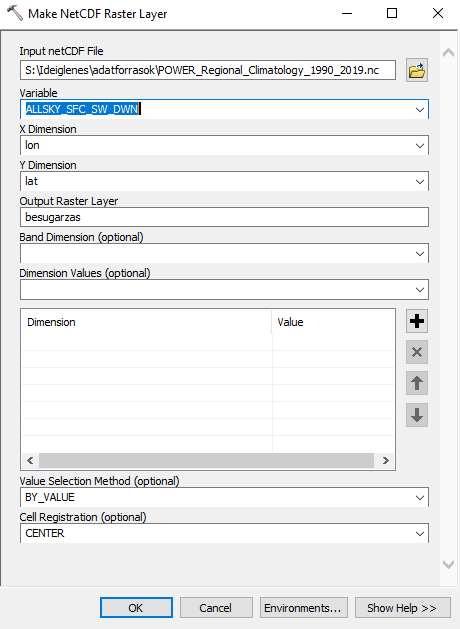 Make NetCDF Raster Layer
Input netCDF File
S:\Ideiglenes\adatforrasok\POWER_Regional_Climatology_1990_2019.nc
Variable
ALLSKY_SFC_SW_DWN
X Dimension
lon
Y Dimension
lat
Output Raster Layer
besugarzas
Band Dimension (optional)
Dimension Values (optional)
Dimension Value
Value Selection Method (optional)
BY_VALUE
Cell Registration (optional)
CENTER
OK Cancel Environments... Show Help >>